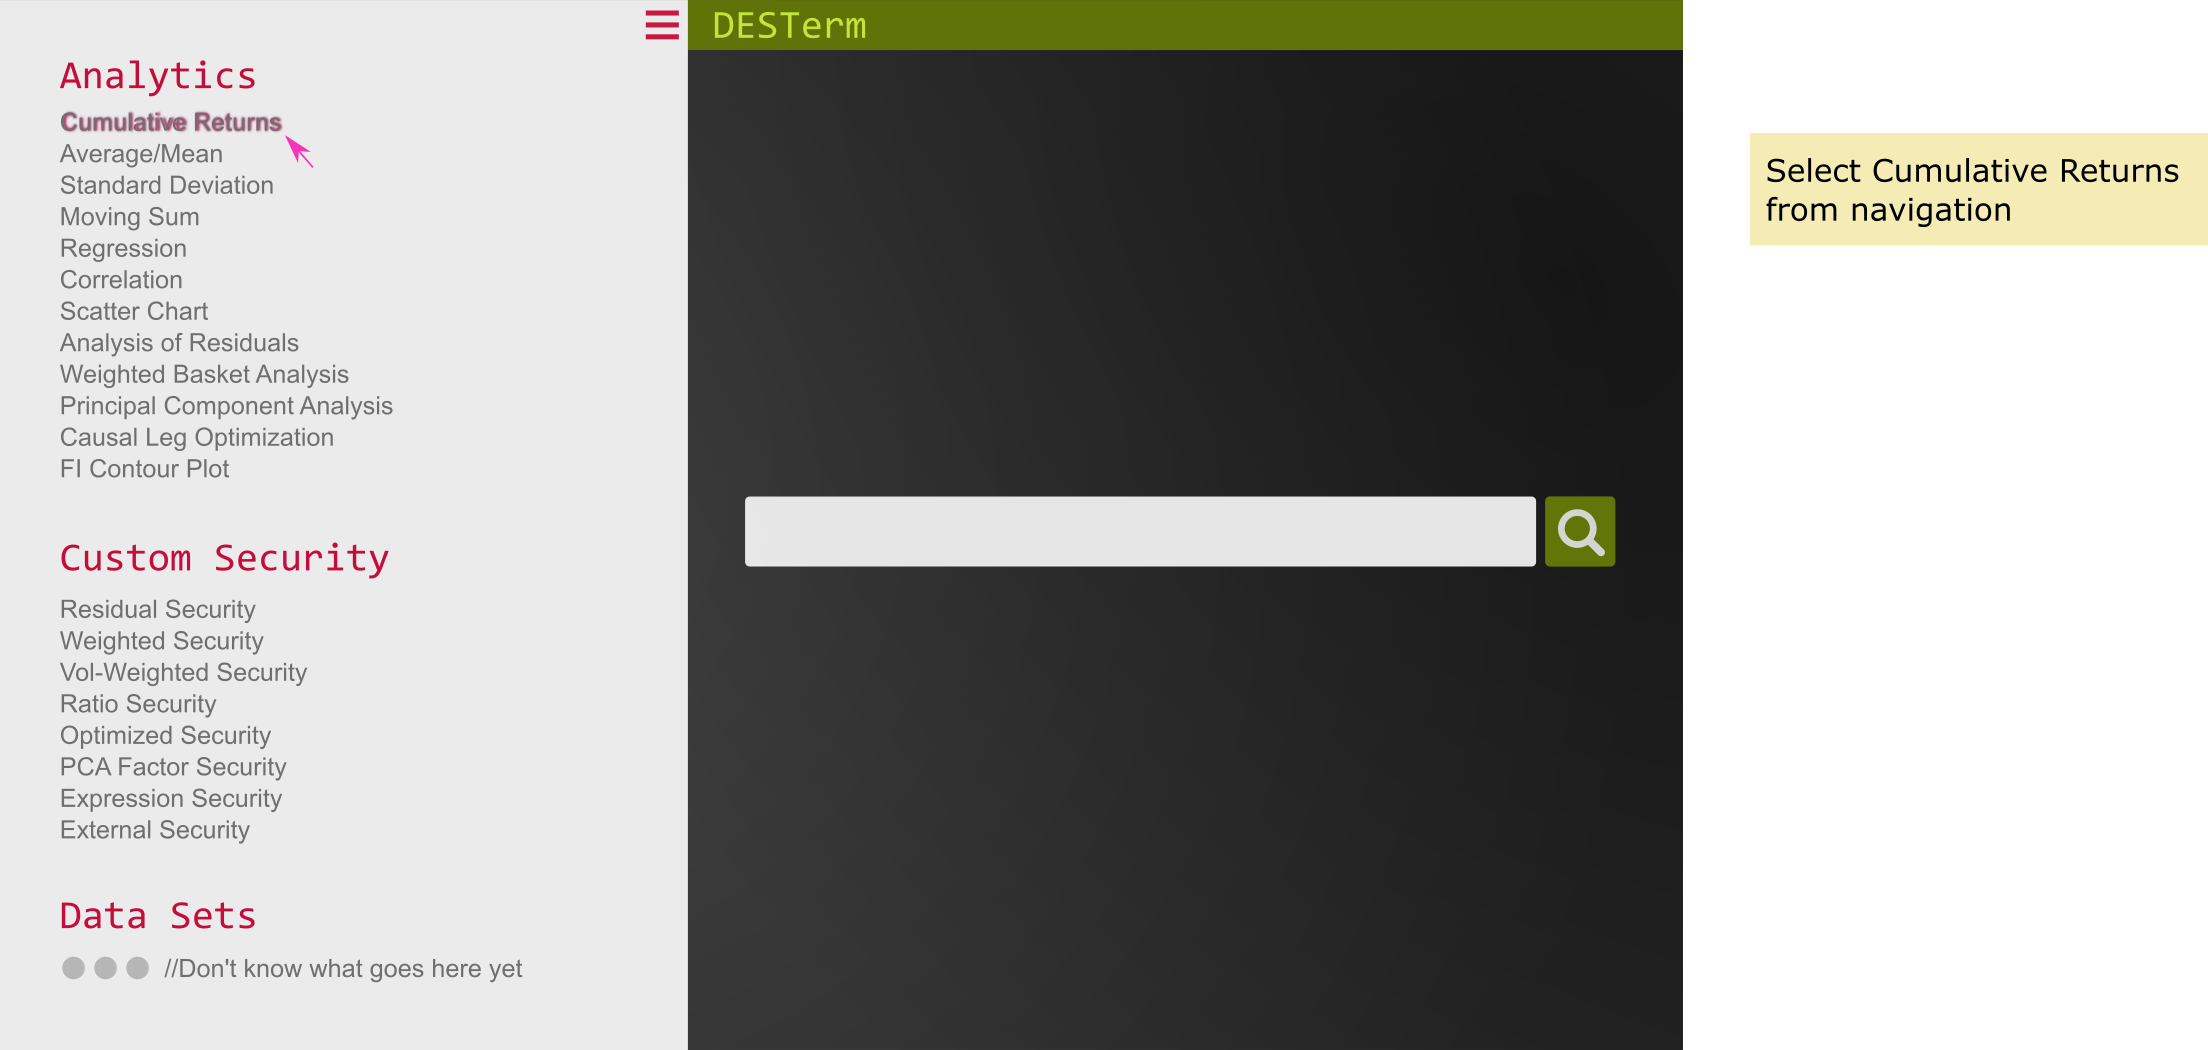 DESTerm
Analytics
Cumulative Returns
Average/Mean
Standard Deviation
Moving Sum
Regression
Correlation
Scatter Chart
Analysis of Residuals
Weighted Basket Analysis
Principal Component Analysis
Causal Leg Optimization
FI Contour Plot
Custom Security
Residual Security
Weighted Security
Vol-Weighted Security
Ratio Security
Optimized Security
PCA Factor Security
Expression Security
External Security
Data Sets
//Don't know what goes here yet
Select Cumulative Returns
from navigation